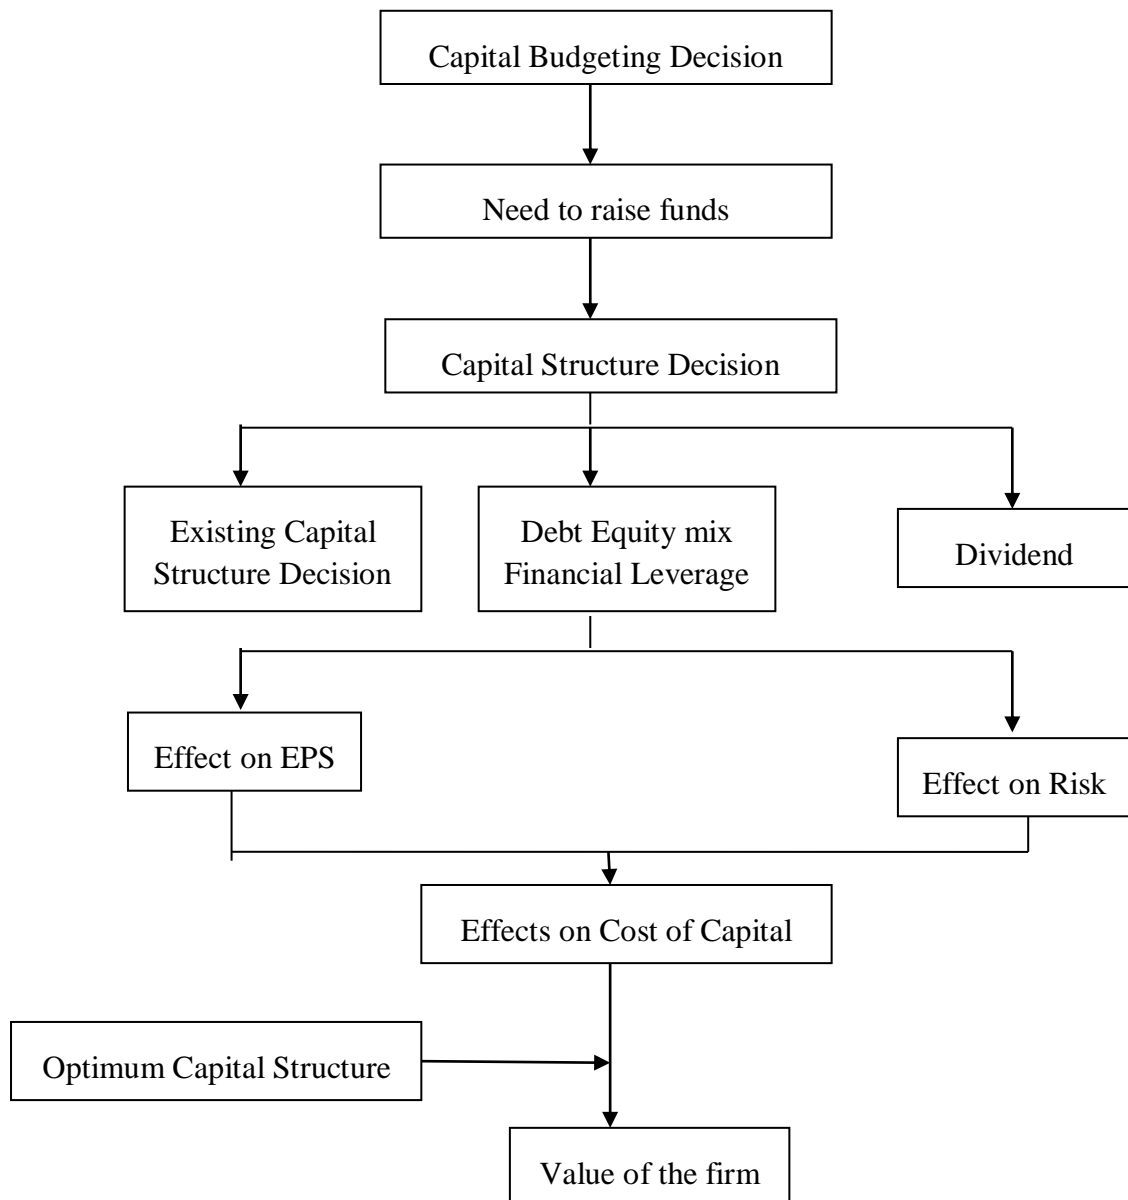 Capital Budgeting Decision
Need to raise funds
Capital Structure Decision
Existing Capital
Structure Decision
Debt Equity mix
Financial Leverage
Dividend
Effect on EPS
Effect on Risk
Effects on Cost of Capital
Optimum Capital Structure
Value of the firm